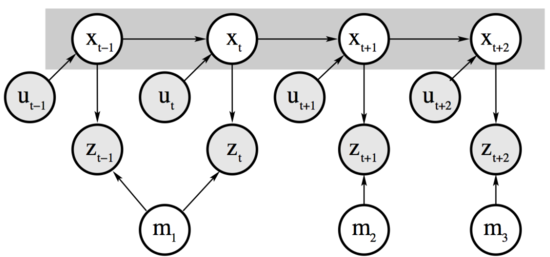 x_{t−1} x_t x_{t+1} x_{t+2}
u_{t−1} u_t u_{t+1} u_{t+2}
z_{t−1} z_t z_{t+1} z_{t+2}
m_1 m_2 m_3